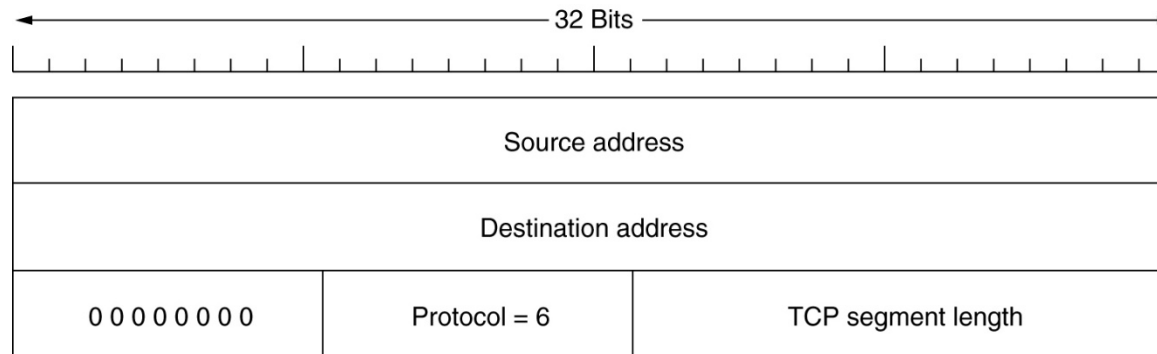 32 Bits
Source address
Destination address
0 0 0 0 0 0 0 0 Protocol = 6 TCP segment length